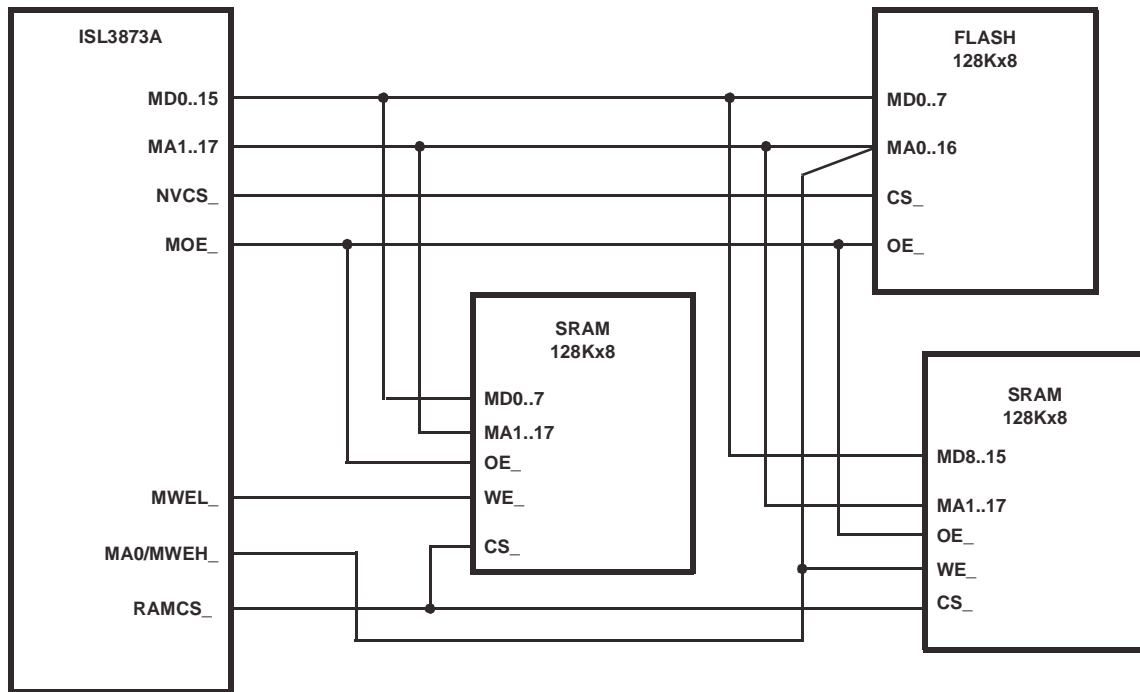 ISL3873A
MD0..15
MA1..17
NVCS_
MOE_
MWEL_
MA0/MWEH_
RAMCS_
SRAM
128Kx8
MD0..7
MA1..17
OE_
WE_
CS_
FLASH
128Kx8
MD0..7
MA0..16
CS_
OE_
SRAM
128Kx8
MD8..15
MA1..17
OE_
WE_
CS_